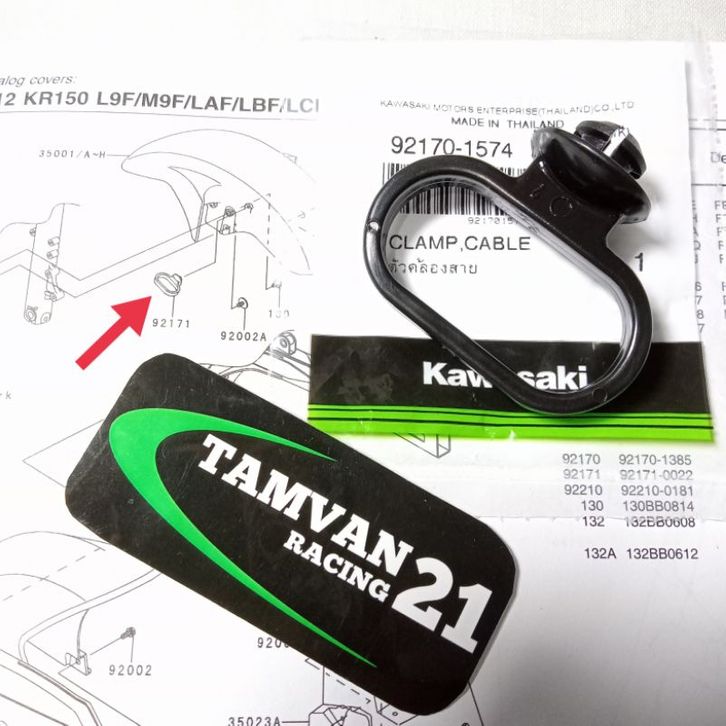 alog covers:
12 KR150 L9F/M9F/LAF/LBF/LCI
35001/A~H
92171
92002A
130
KAWASAKI MOTORS ENTERPRISE(THAILAND)CO.,LTD
MADE IN THAILAND
92170-1574
CLAMP,CABLE
ตัวคล้องสาย
1
Kawasaki
TAMVAN
RACING 21
92170 92170-1385
92171 92171-0022
92210 92210-0181
130 130BB0814
132 132BB0608
132A 132BB0612
92002
35023A